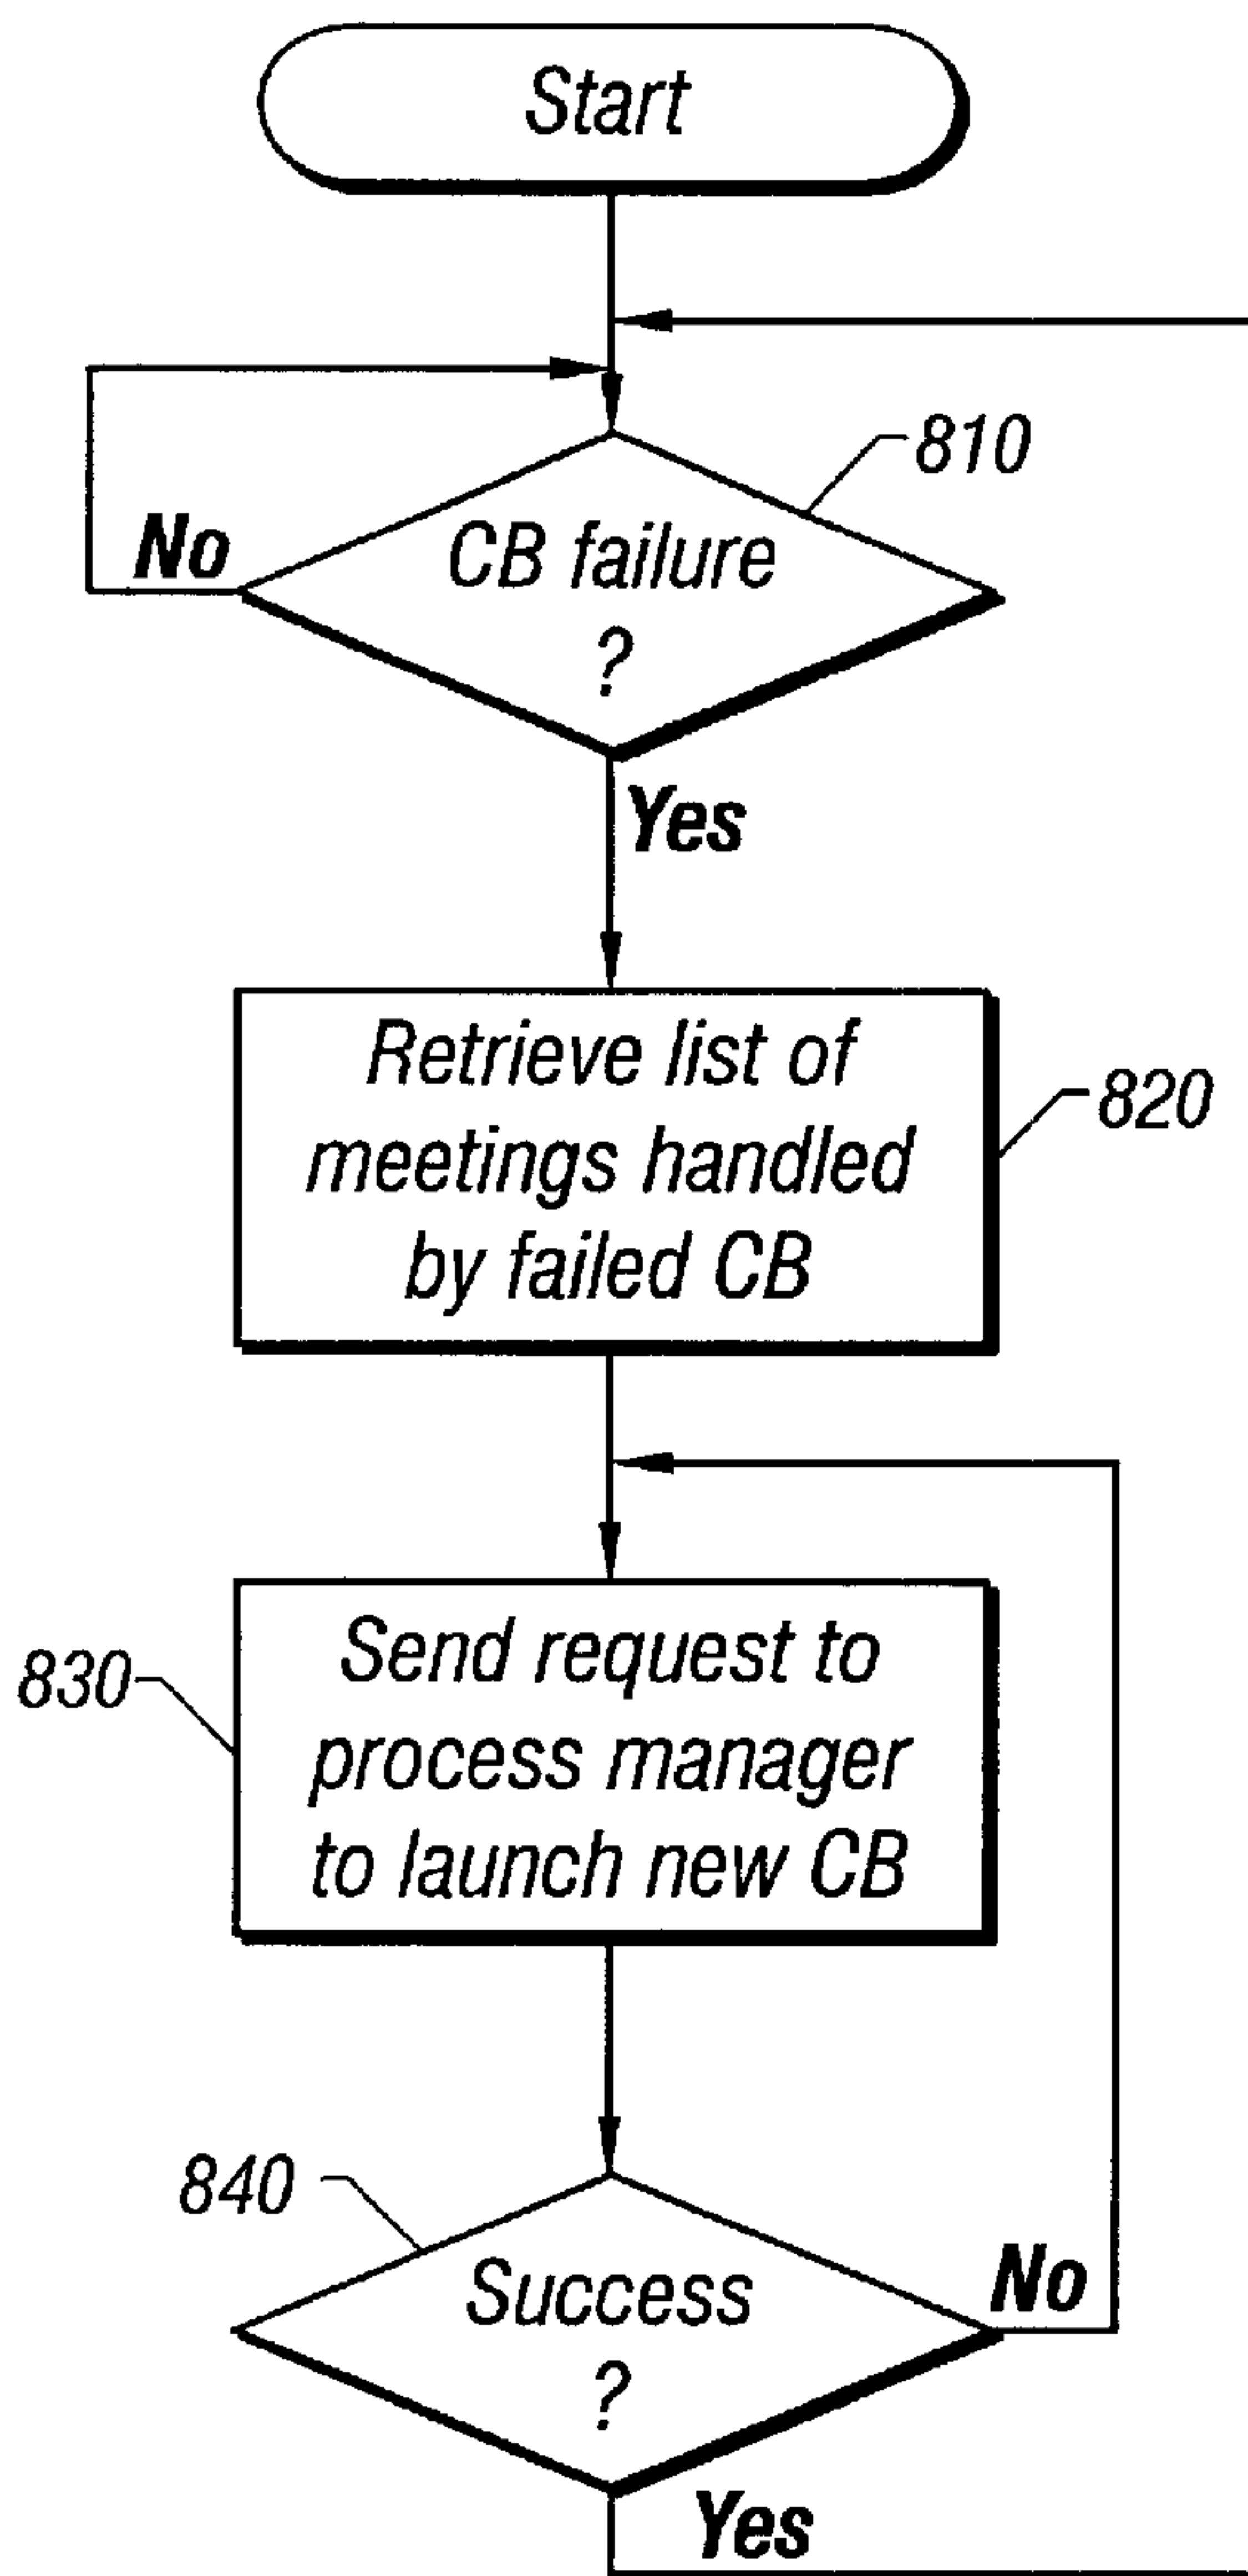 Start
810
No
CB failure
?
Yes
Retrieve list of
meetings handled
by failed CB
820
Send request to
process manager
to launch new CB
830
840
Success
?
No
Yes